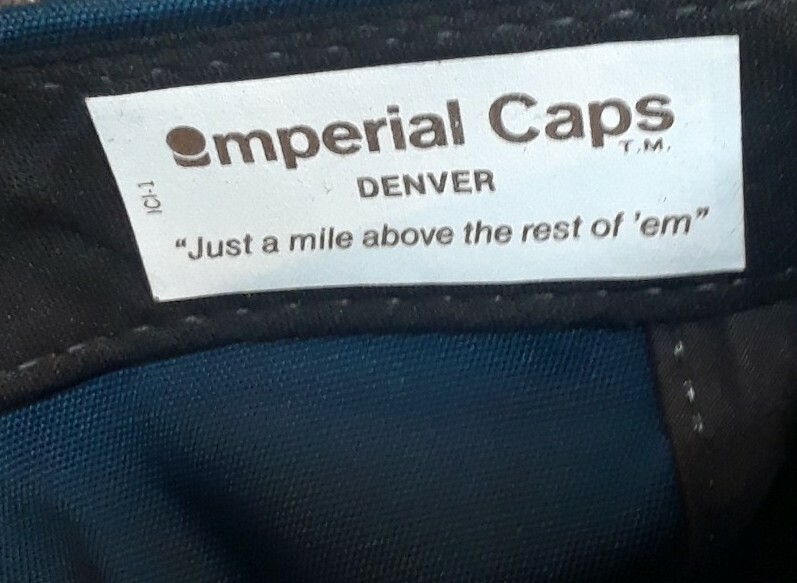 Imperial Caps
T.M.
DENVER
"Just a mile above the rest of 'em"
ICI-1